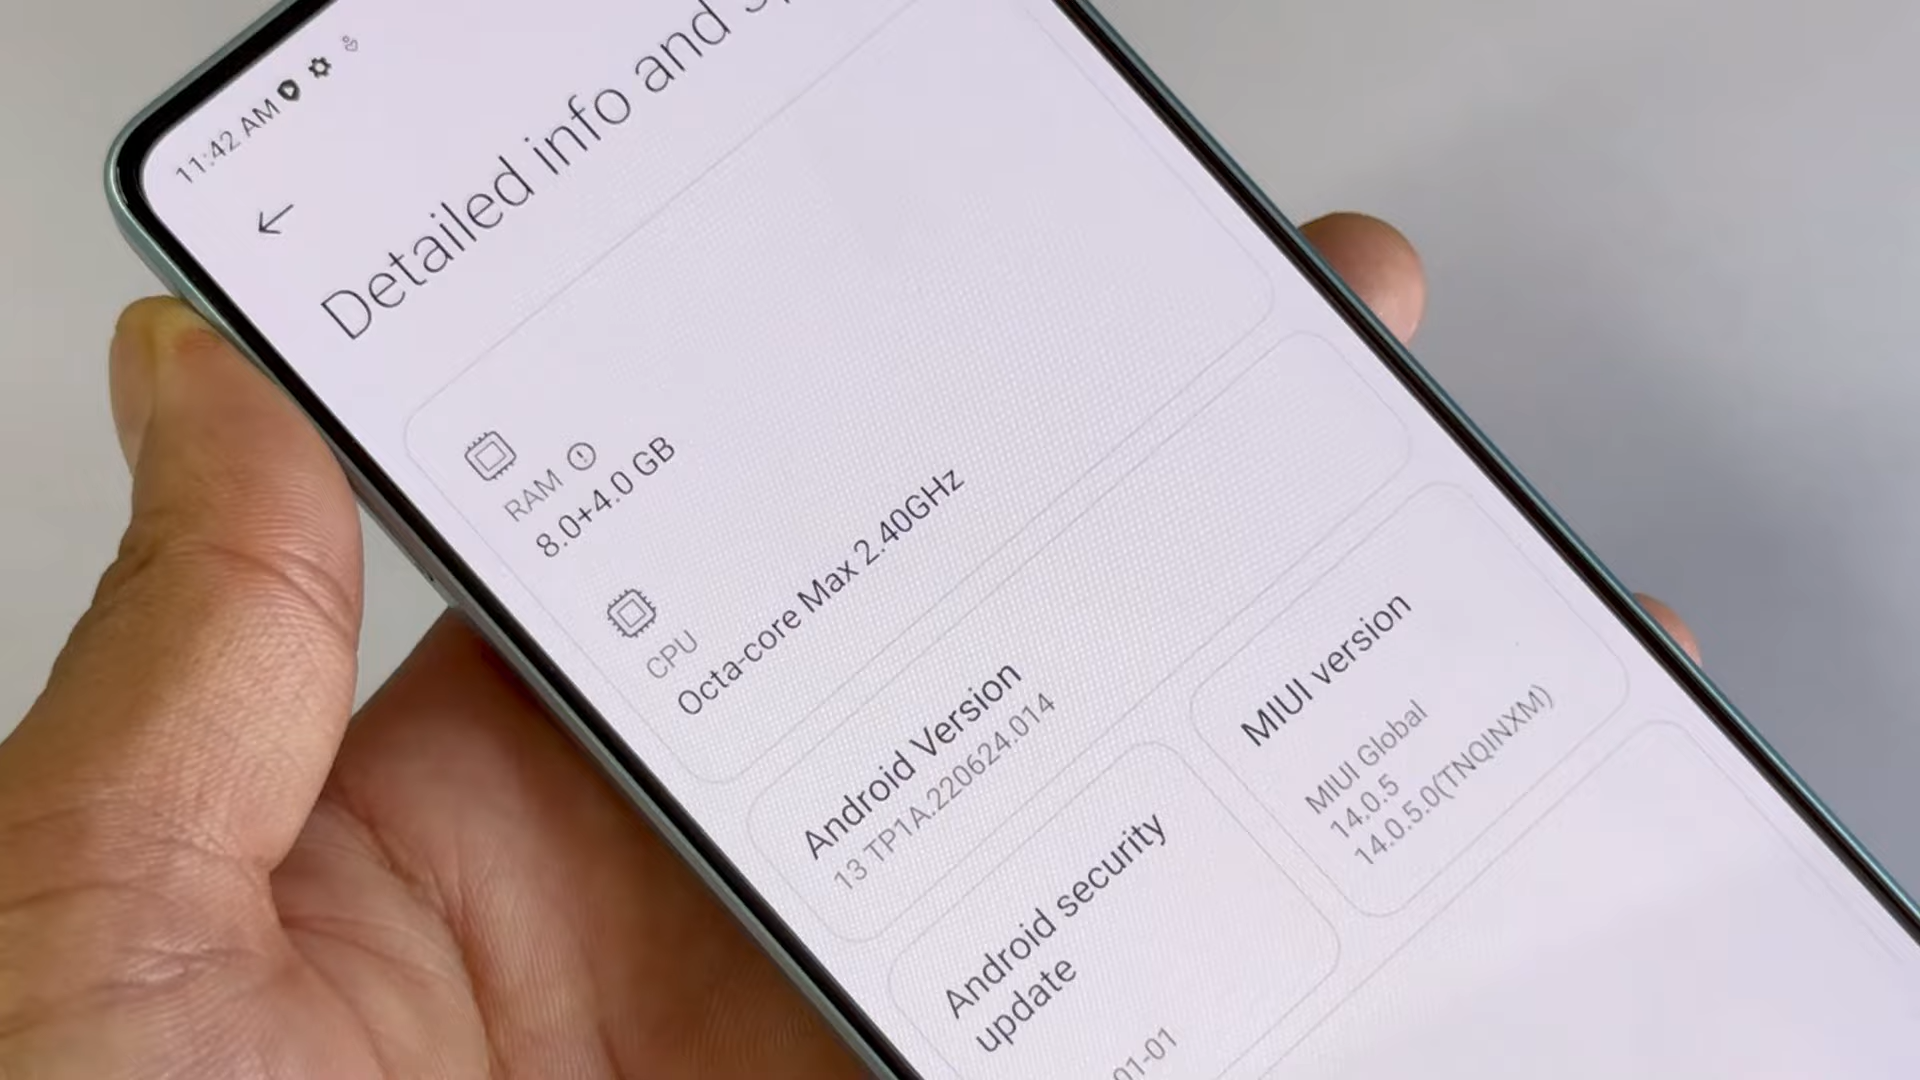 11:42 AM
Detailed info and
RAM
8.0+4.0 GB
CPU
Octa-core Max 2.40GHz
Android Version
13 TP1A.220624.014
MIUI version
MIUI Global
14.0.5
14.0.5.0(TNQINXM)
Android security
update
01-01